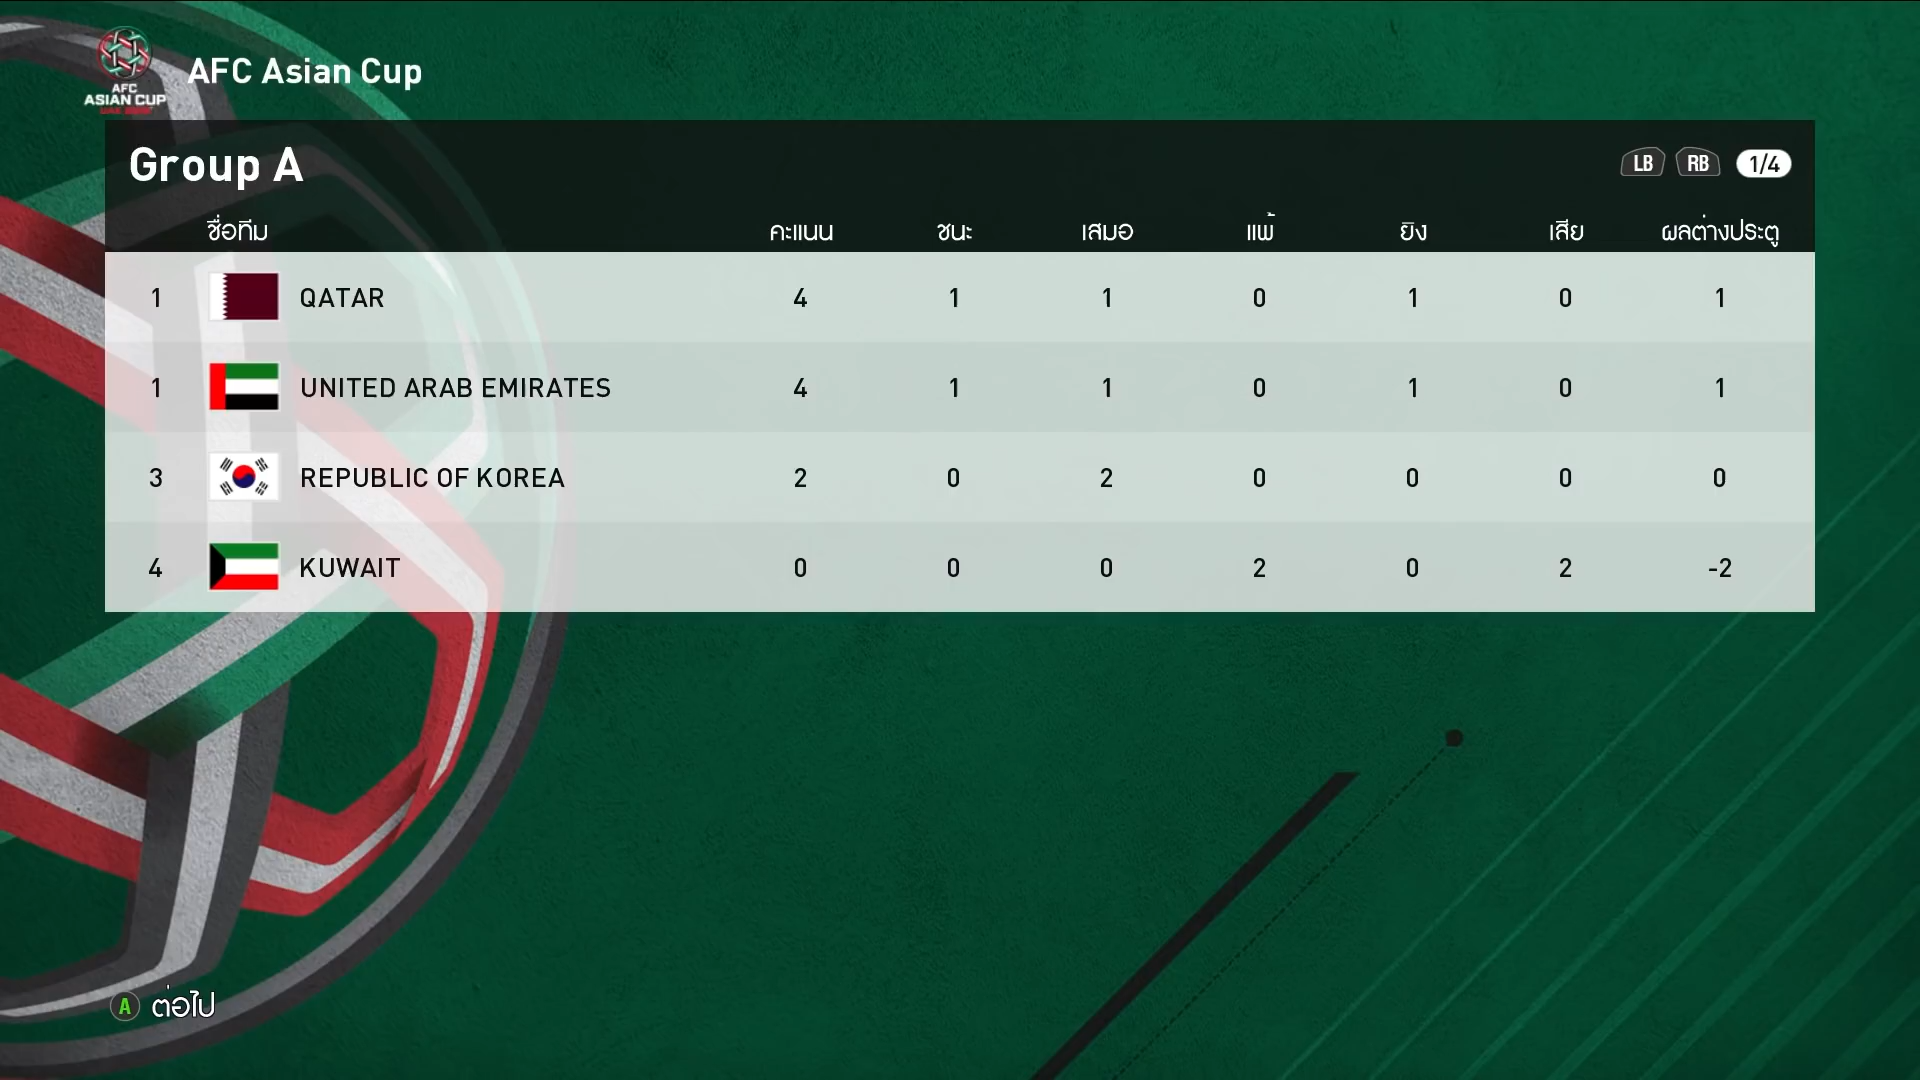 AFC
ASIAN CUP
AFC Asian Cup
Group A
LB RB 1/4
ชื่อทีม คะแนน ชนะ เสมอ แพ้ ยิง เสีย ผลต่างประตู
1 QATAR 4 1 1 0 1 0 1
1 UNITED ARAB EMIRATES 4 1 1 0 1 0 1
3 REPUBLIC OF KOREA 2 0 2 0 0 0 0
4 KUWAIT 0 0 0 2 0 2 -2
A ต่อไป